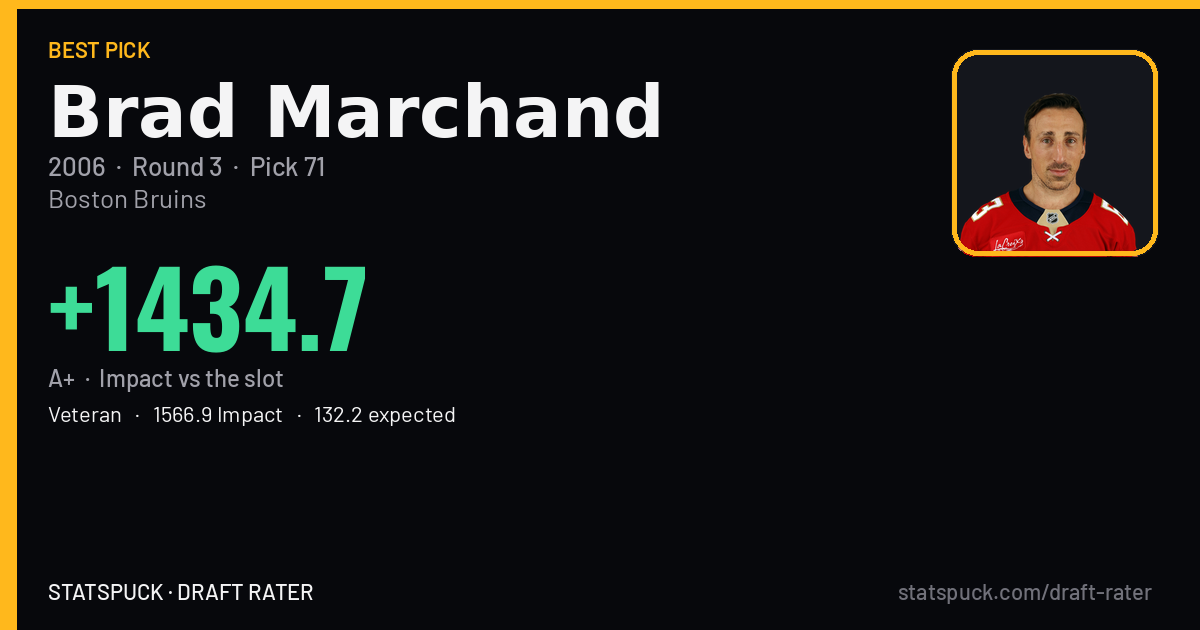 BEST PICK
Brad Marchand
2006 · Round 3 · Pick 71
Boston Bruins
+1434.7
A+ · Impact vs the slot
Veteran · 1566.9 Impact · 132.2 expected
STATSPUCK · DRAFT RATER
statspuck.com/draft-rater